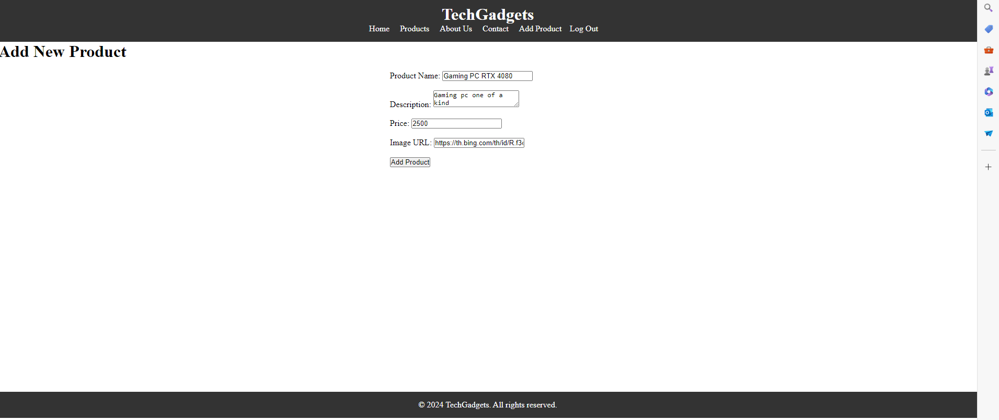 TechGadgets
Home Products About Us Contact Add Product Log Out
Add New Product
Product Name: Gaming PC RTX 4080
Description: Gaming pc one of a
kind
Price: 2500
Image URL: https://th.bing.com/th/id/R.f3
Add Product
© 2024 TechGadgets. All rights reserved.